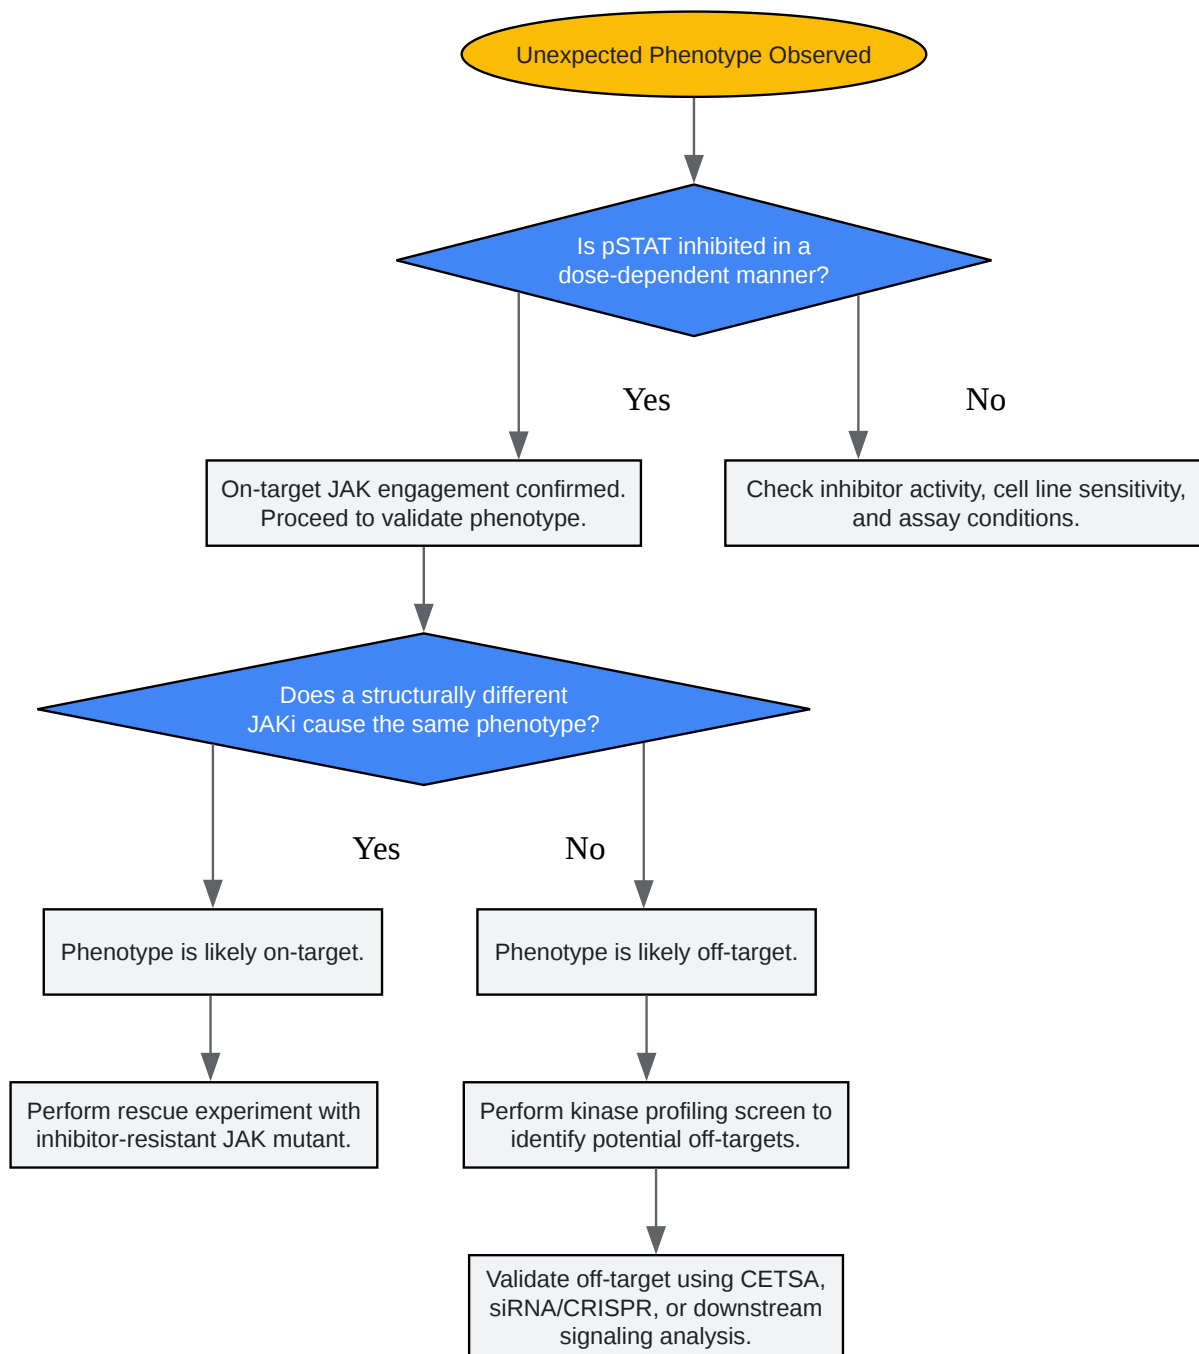 Unexpected Phenotype Observed
Is pSTAT inhibited in a
dose-dependent manner?
Yes
No
On-target JAK engagement confirmed.
Proceed to validate phenotype.
Check inhibitor activity, cell line sensitivity,
and assay conditions.
Does a structurally different
JAKi cause the same phenotype?
Yes
No
Phenotype is likely on-target.
Phenotype is likely off-target.
Perform rescue experiment with
inhibitor-resistant JAK mutant.
Perform kinase profiling screen to
identify potential off-targets.
Validate off-target using CETSA,
siRNA/CRISPR, or downstream
signaling analysis.